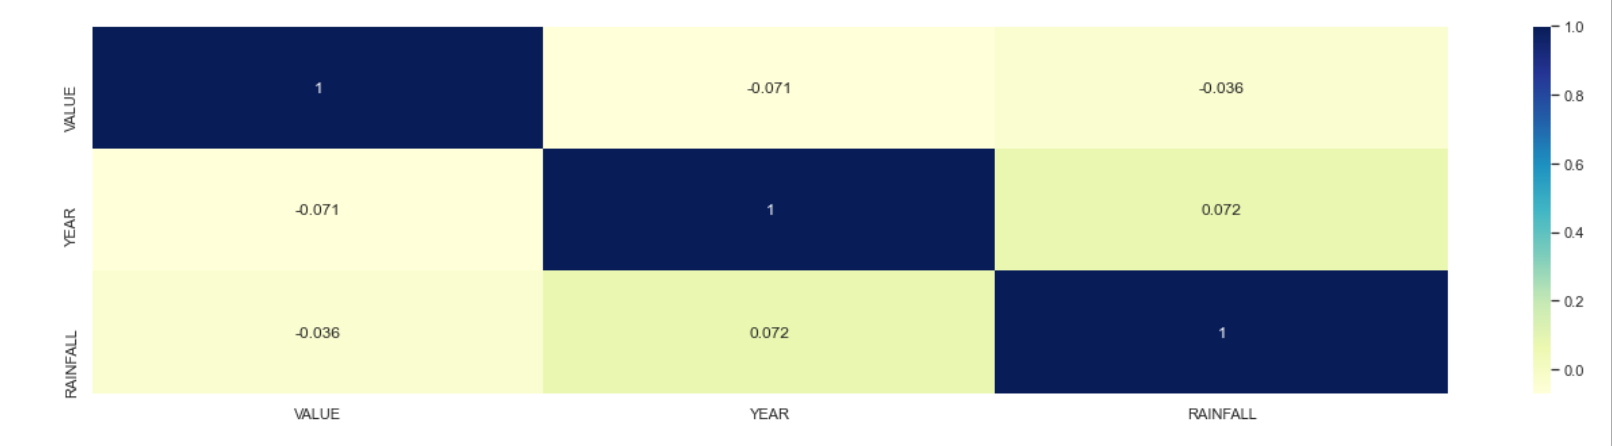 1.0
VALUE
1
-0.071
-0.036
0.8
0.6
YEAR
-0.071
1
0.072
0.4
0.2
RAINFALL
-0.036
0.072
1
0.0
VALUE
YEAR
RAINFALL